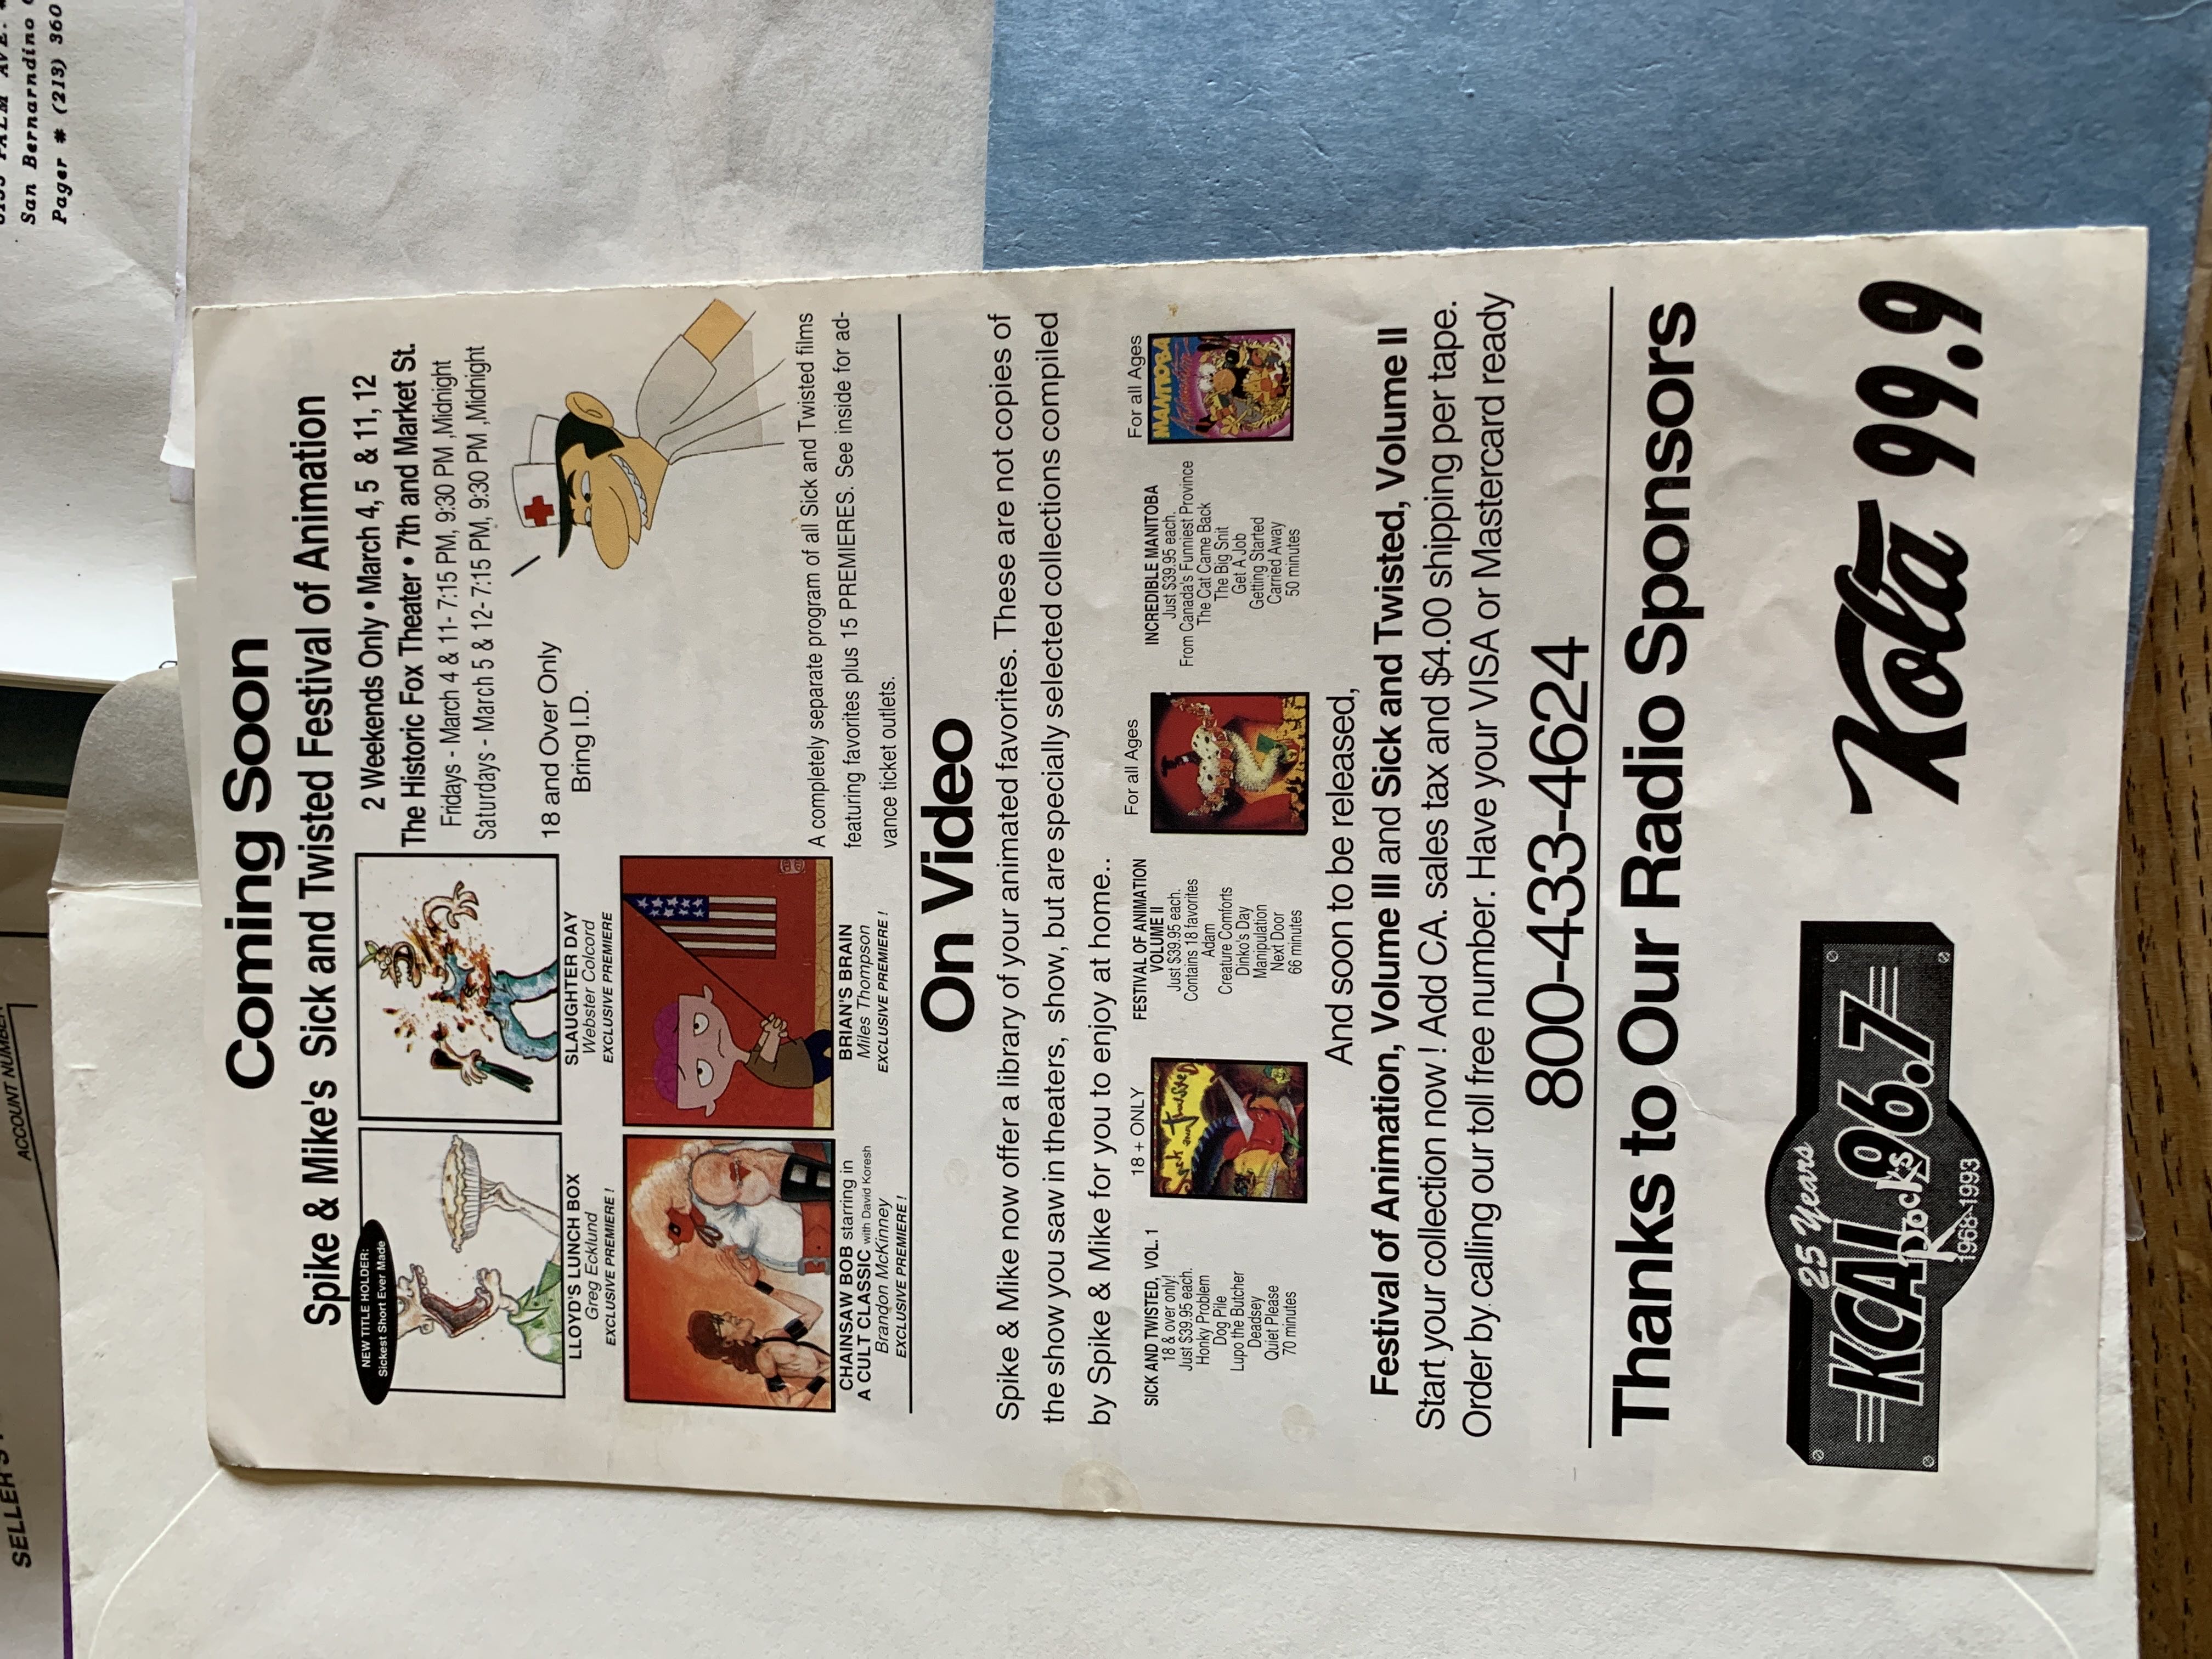 Coming Soon
Spike & Mike's Sick and Twisted Festival of Animation
NEW TITLE HOLDER:
Sickest Short Ever Made
LLOYD'S LUNCH BOX
Greg Ecklund
EXCLUSIVE PREMIERE !
SLAUGHTER DAY
Webster Colcord
EXCLUSIVE PREMIERE
CHAINSAW BOB starring in
A CULT CLASSIC with David Koresh
Brandon McKinney
EXCLUSIVE PREMIERE !
BRIAN'S BRAIN
Miles Thompson
EXCLUSIVE PREMIERE !
2 Weekends Only • March 4, 5 & 11, 12
The Historic Fox Theater • 7th and Market St.
Fridays - March 4 & 11- 7:15 PM, 9:30 PM ,Midnight
Saturdays - March 5 & 12- 7:15 PM, 9:30 PM ,Midnight
18 and Over Only
Bring I.D.
A completely separate program of all Sick and Twisted films
featuring favorites plus 15 PREMIERES. See inside for ad-
vance ticket outlets.
On Video
Spike & Mike now offer a library of your animated favorites. These are not copies of
the show you saw in theaters, show, but are specially selected collections compiled
by Spike & Mike for you to enjoy at home..
SICK AND TWISTED, VOL.1
18 & over only!
Just $39.95 each.
Honky Problem
Dog Pile
Lupo the Butcher
Deadsey
Quiet Please
70 minutes
18 + ONLY
Sick and Twisted
FESTIVAL OF ANIMATION
VOLUME II
Just $39.95 each.
Contains 18 favorites
Adam
Creature Comforts
Dinko's Day
Manipulation
Next Door
66 minutes
For all Ages
INCREDIBLE MANITOBA
Just $39.95 each.
From Canada's Funniest Province
The Cat Came Back
The Big Snit
Get A Job
Getting Started
Carried Away
50 minutes
For all Ages
MANITOBA
And soon to be released,
Festival of Animation, Volume III and Sick and Twisted, Volume II
Start your collection now ! Add CA. sales tax and $4.00 shipping per tape.
Order by calling our toll free number. Have your VISA or Mastercard ready
800-433-4624
Thanks to Our Radio Sponsors
25 Years
KCAL 96.7
Rocks
1968-1993
Kola 99.9
San Bernarndino
Pager # (213) 360
ACCOUNT NUMBER